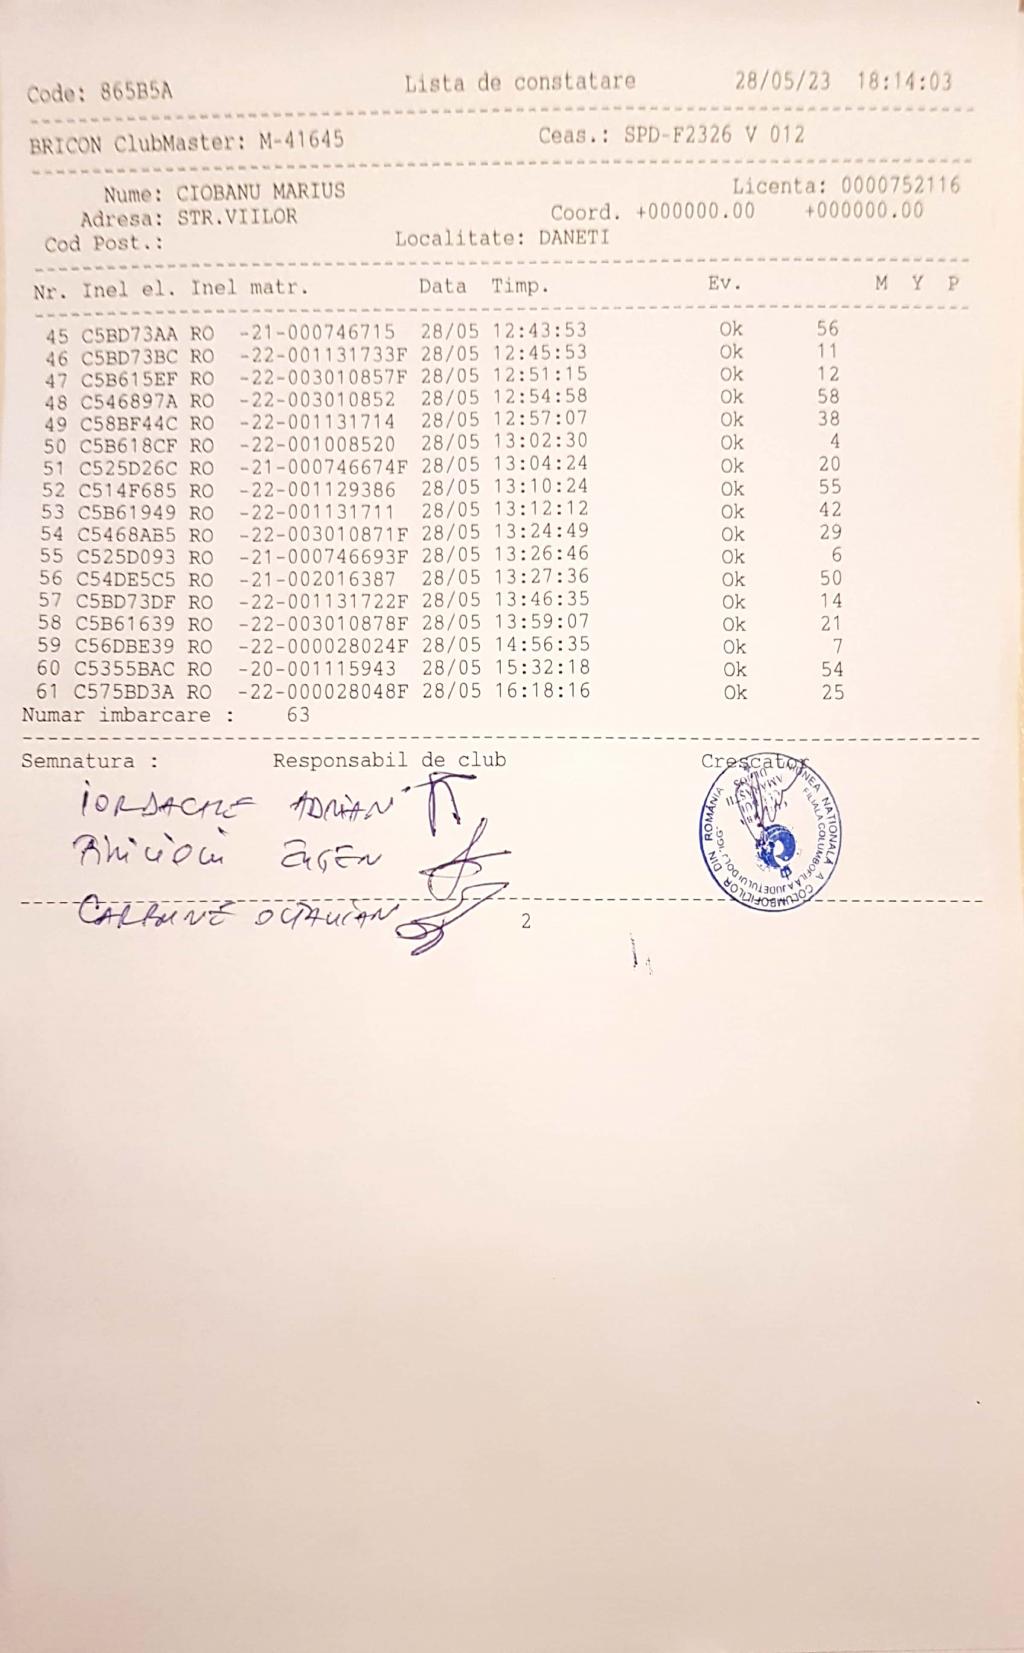 Code: 865B5A Lista de constatare 28/05/23 18:14:03
BRICON ClubMaster: M-41645 Ceas.: SPD-F2326 V 012
Nume: CIOBANU MARIUS Licenta: 0000752116
Adresa: STR.VIILOR Coord. +000000.00 +000000.00
Cod Post.: Localitate: DANETI
Nr. Inel el. Inel matr. Data Timp. Ev. M Y P
45 C5BD73AA RO -21-000746715 28/05 12:43:53 Ok 56
46 C5BD73BC RO -22-001131733F 28/05 12:45:53 Ok 11
47 C5B615EF RO -22-003010857F 28/05 12:51:15 Ok 12
48 C546897A RO -22-003010852 28/05 12:54:58 Ok 58
49 C58BF44C RO -22-001131714 28/05 12:57:07 Ok 38
50 C5B618CF RO -22-001008520 28/05 13:02:30 Ok 4
51 C525D26C RO -21-000746674F 28/05 13:04:24 Ok 20
52 C514F685 RO -22-001129386 28/05 13:10:24 Ok 55
53 C5B61949 RO -22-001131711 28/05 13:12:12 Ok 42
54 C5468AB5 RO -22-003010871F 28/05 13:24:49 Ok 29
55 C525D093 RO -21-000746693F 28/05 13:26:46 Ok 6
56 C54DE5C5 RO -21-002016387 28/05 13:27:36 Ok 50
57 C5BD73DF RO -22-001131722F 28/05 13:46:35 Ok 14
58 C5B61639 RO -22-003010878F 28/05 13:59:07 Ok 21
59 C56DBE39 RO -22-000028024F 28/05 14:56:35 Ok 7
60 C5355BAC RO -20-001115943 28/05 15:32:18 Ok 54
61 C575BD3A RO -22-000028048F 28/05 16:18:16 Ok 25
Numar imbarcare : 63
Semnatura : Responsabil de club Crescator
IORDACHE ADRIAN
EUGEN
CARBUNE OCTAVIAN
UNIUNEA NATIONALĂ A COLUMBOFILILOR DIN ROMÂNIA
FILIALA COLUMBOFILĂ A JUDETULUI DOLJ
2